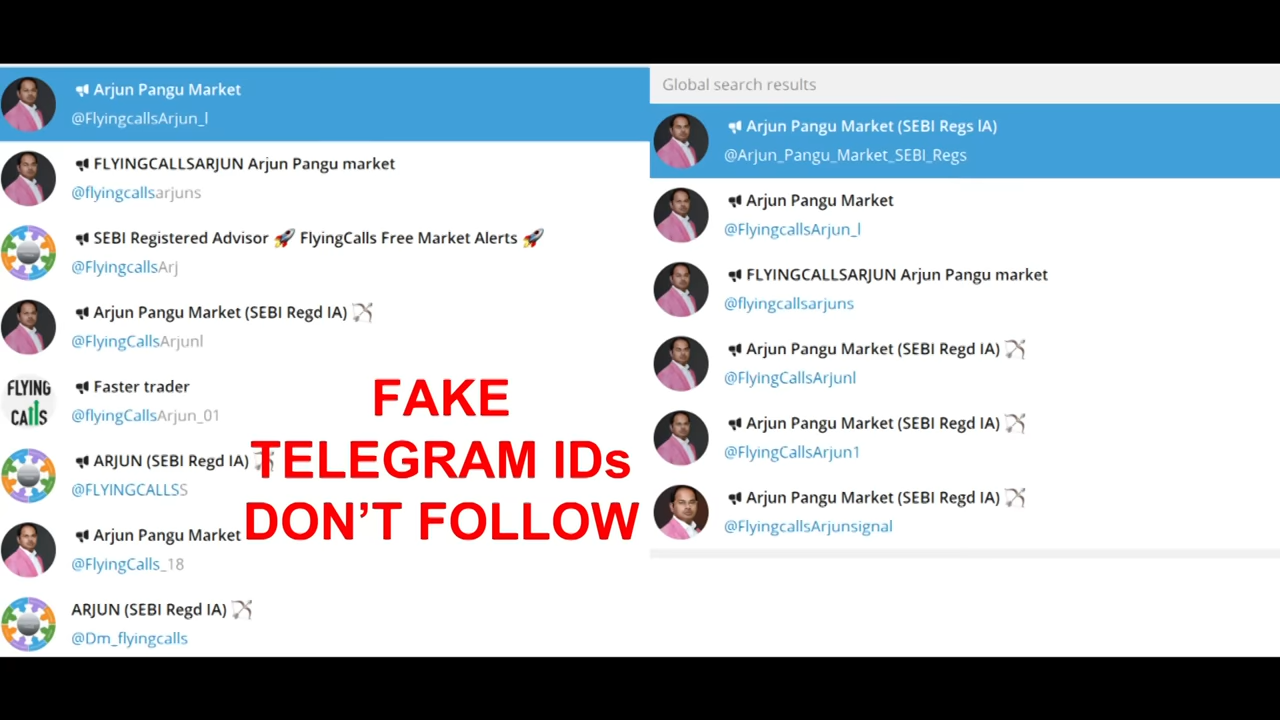 Arjun Pangu Market
@FlyingcallsArjun_l
FLYINGCALLSARJUN Arjun Pangu market
@flyingcallsarjuns
SEBI Registered Advisor 🚀 FlyingCalls Free Market Alerts 🚀
@FlyingcallsArj
Arjun Pangu Market (SEBI Regd IA) 🏹
@FlyingCallsArjunl
FLYING
CALLS
Faster trader
@flyingCallsArjun_01
ARJUN (SEBI Regd IA) 🏹
@FLYINGCALLSS
Arjun Pangu Market
@FlyingCalls_18
ARJUN (SEBI Regd IA) 🏹
@Dm_flyingcalls
FAKE
TELEGRAM IDs
DON’T FOLLOW
Global search results
Arjun Pangu Market (SEBI Regs lA)
@Arjun_Pangu_Market_SEBI_Regs
Arjun Pangu Market
@FlyingcallsArjun_l
FLYINGCALLSARJUN Arjun Pangu market
@flyingcallsarjuns
Arjun Pangu Market (SEBI Regd IA) 🏹
@FlyingCallsArjunl
Arjun Pangu Market (SEBI Regd IA) 🏹
@FlyingCallsArjun1
Arjun Pangu Market (SEBI Regd IA) 🏹
@FlyingcallsArjunsignal